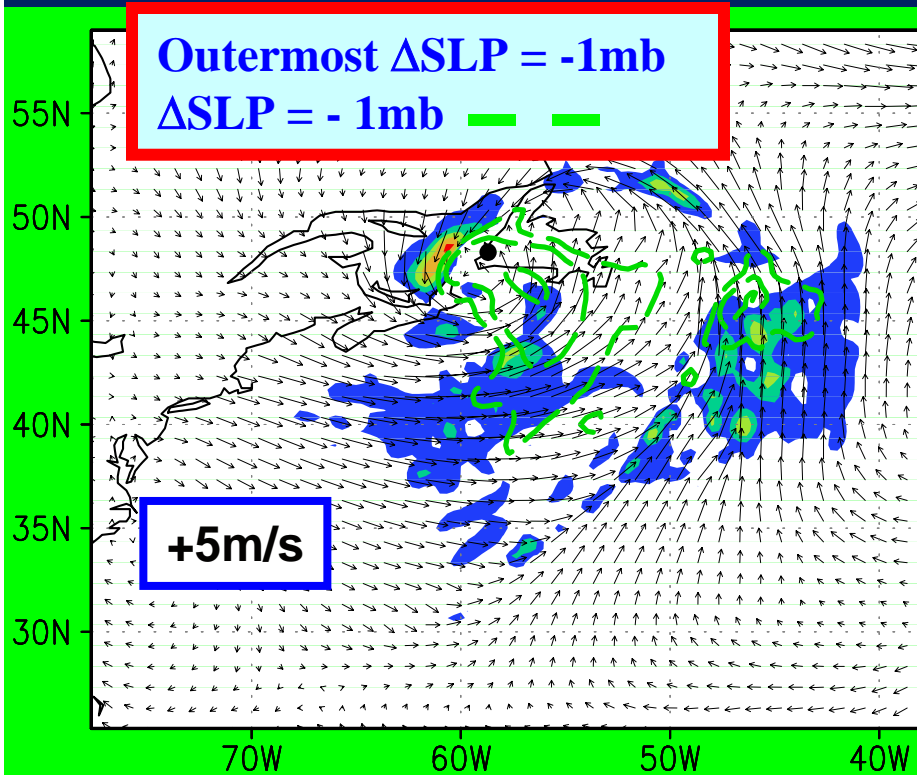 Outermost ΔSLP = -1mb
ΔSLP = - 1mb
55N
50N
45N
40N
35N
+5m/s
30N
70W 60W 50W 40W